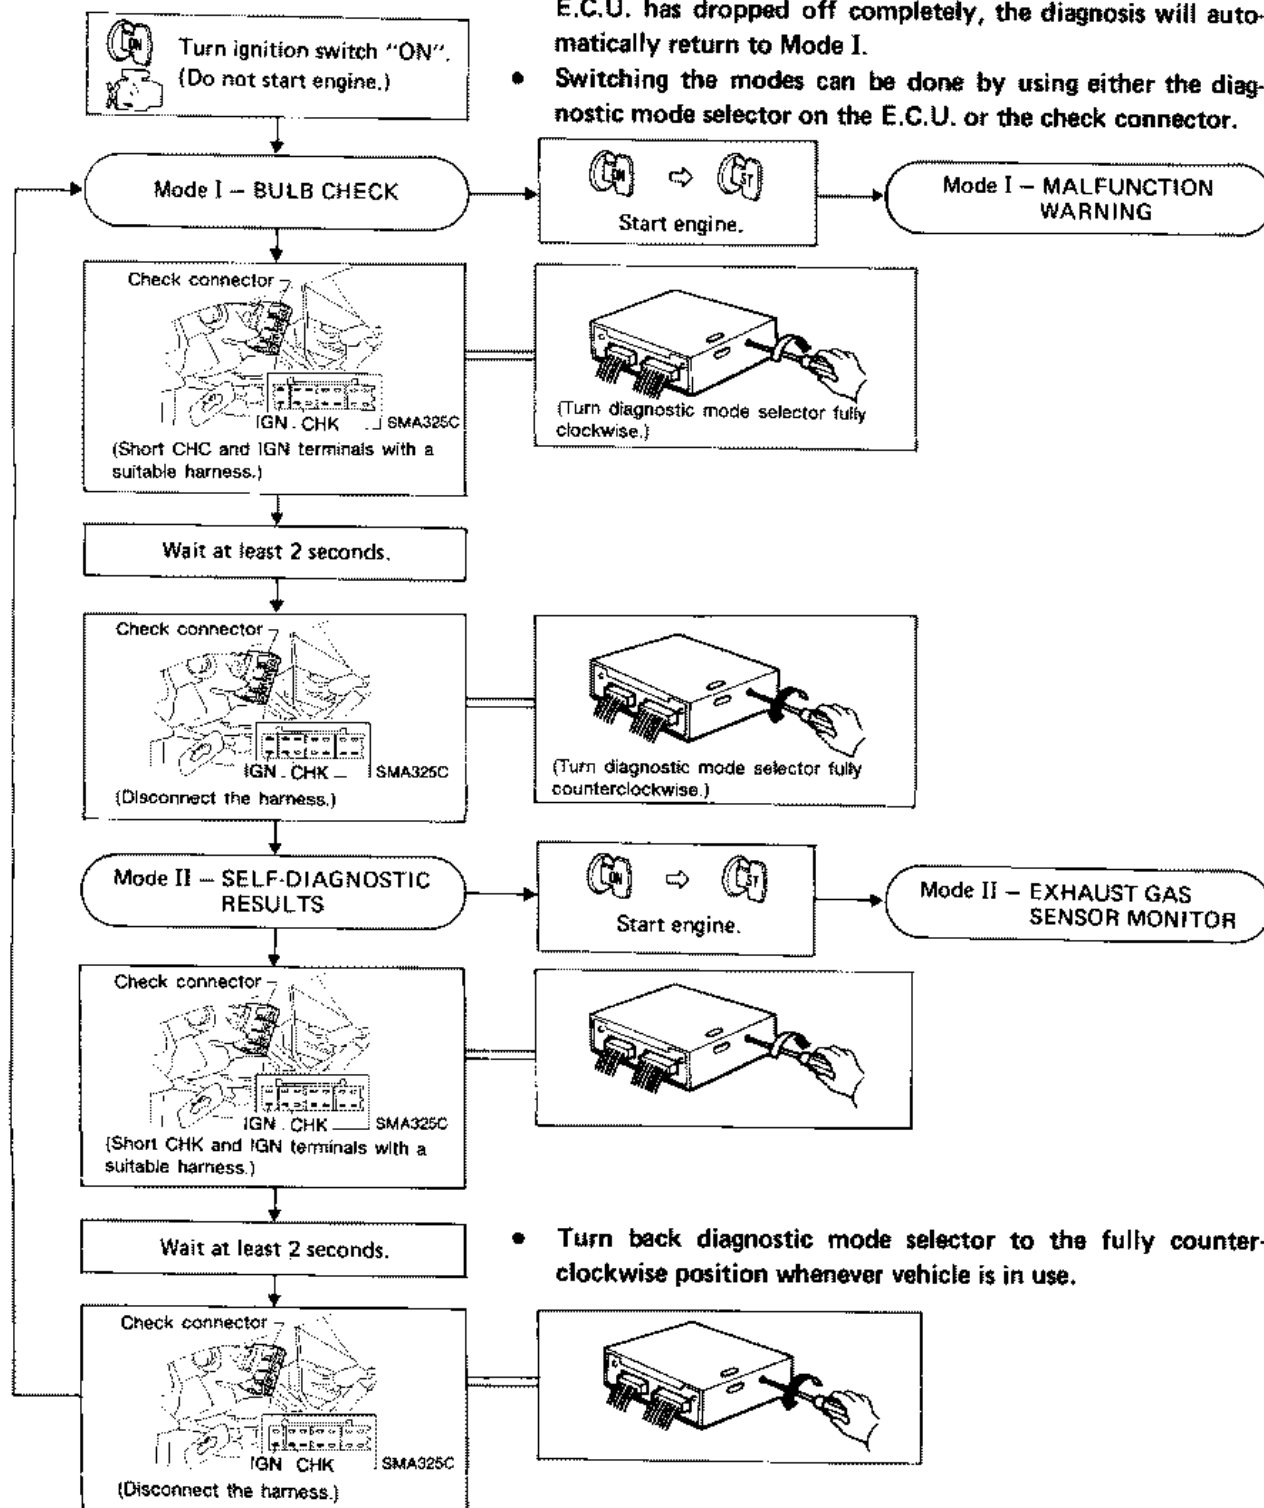 E.C.U. has dropped off completely, the diagnosis will auto-
matically return to Mode I.
• Switching the modes can be done by using either the diag-
nostic mode selector on the E.C.U. or the check connector.
ON
Turn ignition switch "ON".
(Do not start engine.)
Mode I – BULB CHECK
ON ⇨ ST
Start engine.
Mode I – MALFUNCTION
WARNING
Check connector
IGN CHK SMA325C
(Short CHC and IGN terminals with a
suitable harness.)
(Turn diagnostic mode selector fully
clockwise.)
Wait at least 2 seconds.
Check connector
IGN CHK SMA325C
(Disconnect the harness.)
(Turn diagnostic mode selector fully
counterclockwise.)
Mode II – SELF-DIAGNOSTIC
RESULTS
ON ⇨ ST
Start engine.
Mode II – EXHAUST GAS
SENSOR MONITOR
Check connector
IGN CHK SMA325C
(Short CHK and IGN terminals with a
suitable harness.)
Wait at least 2 seconds.
• Turn back diagnostic mode selector to the fully counter-
clockwise position whenever vehicle is in use.
Check connector
IGN CHK SMA325C
(Disconnect the harness.)